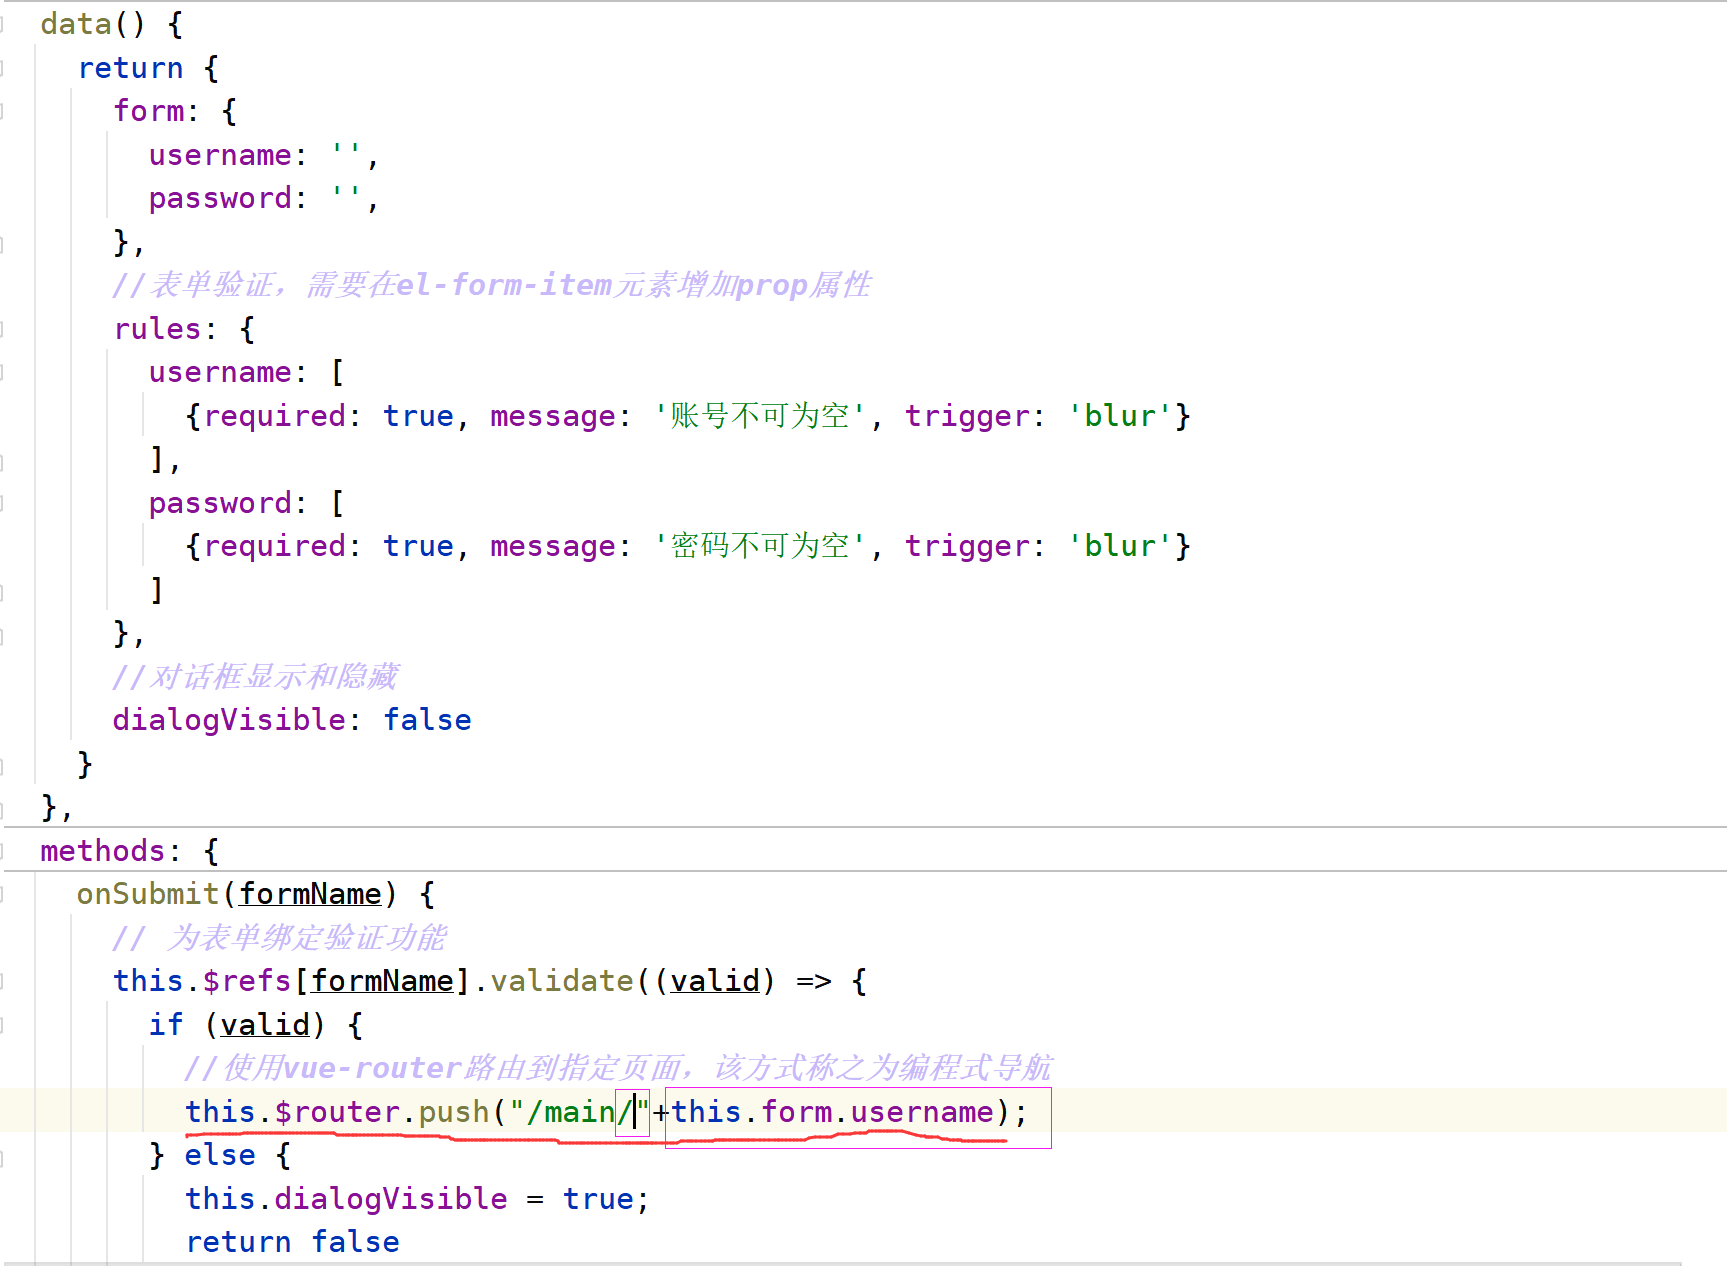 data() {
return {
form: {
username: '',
password: '',
},
//表单验证，需要在el-form-item元素增加prop属性
rules: {
username: [
{required: true, message: '账号不可为空', trigger: 'blur'}
],
password: [
{required: true, message: '密码不可为空', trigger: 'blur'}
]
},
//对话框显示和隐藏
dialogVisible: false
}
},
methods: {
onSubmit(formName) {
// 为表单绑定验证功能
this.$refs[formName].validate((valid) => {
if (valid) {
//使用vue-router路由到指定页面，该方式称之为编程式导航
this.$router.push("/main/"+this.form.username);
} else {
this.dialogVisible = true;
return false